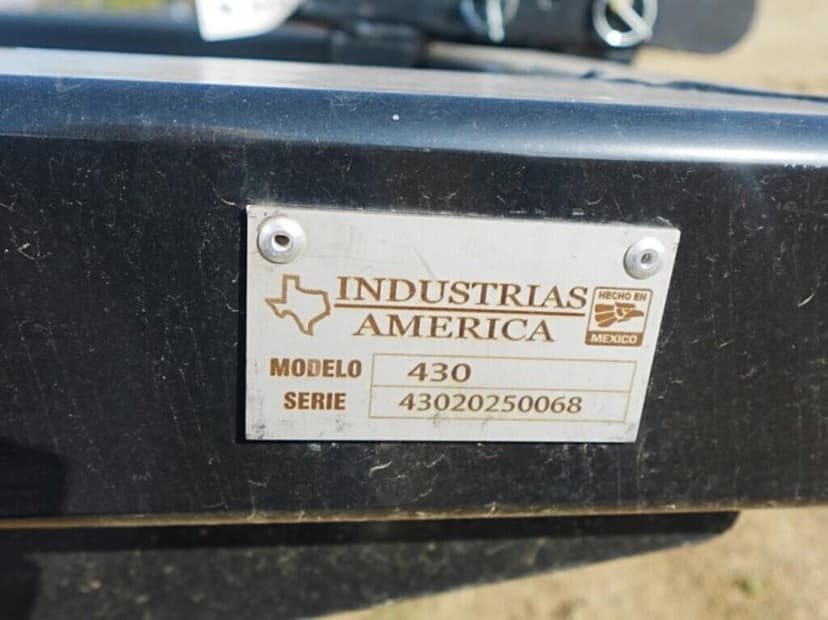 INDUSTRIAS
AMERICA
HECHO EN
MEXICO
MODELO 430
SERIE 43020250068